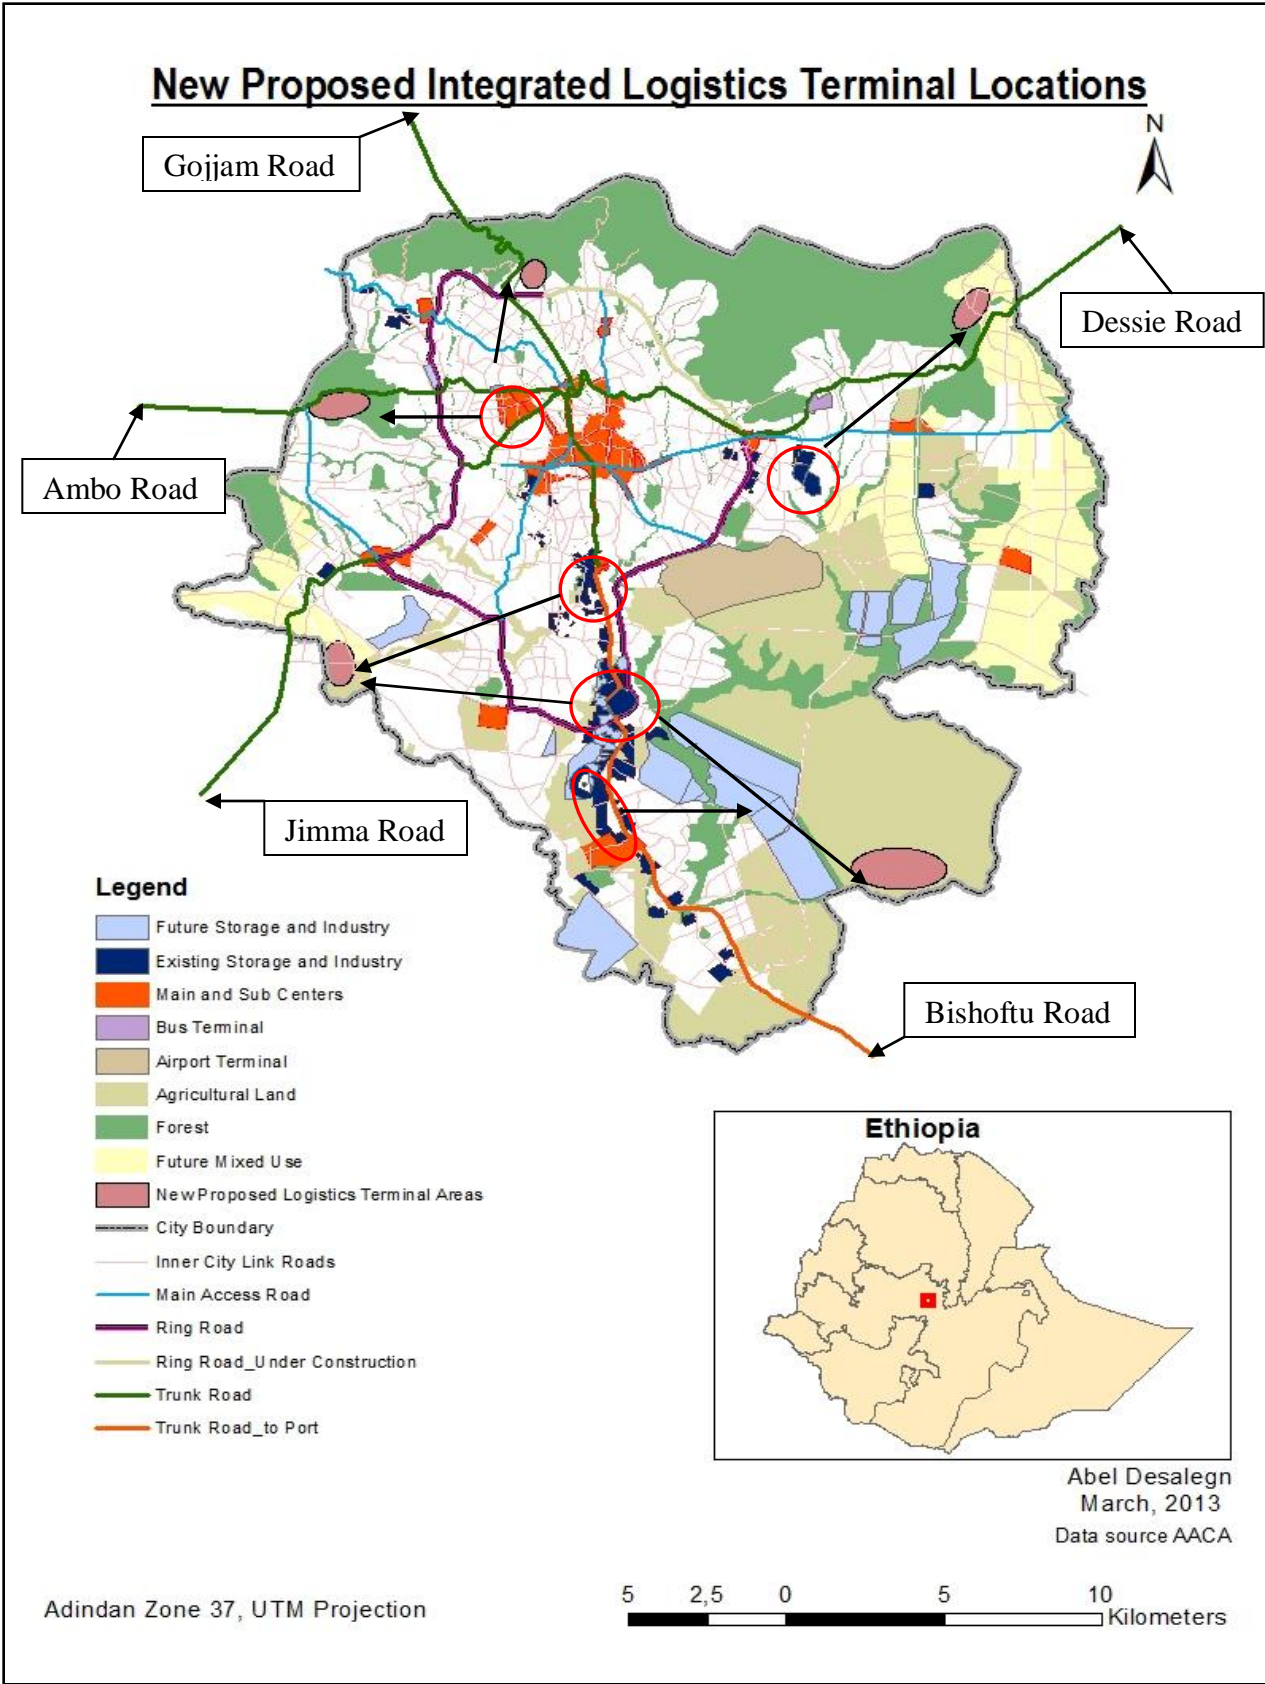 New Proposed Integrated Logistics Terminal Locations
Gojjam Road
N
Dessie Road
Ambo Road
Jimma Road
Bishoftu Road
Legend
Future Storage and Industry
Existing Storage and Industry
Main and Sub Centers
Bus Terminal
Airport Terminal
Agricultural Land
Forest
Future Mixed Use
New Proposed Logistics Terminal Areas
City Boundary
Inner City Link Roads
Main Access Road
Ring Road
Ring Road_Under Construction
Trunk Road
Trunk Road_to Port
Ethiopia
Abel Desalegn
March, 2013
Data source AACA
Adindan Zone 37, UTM Projection
5 2,5 0 5 10
Kilometers